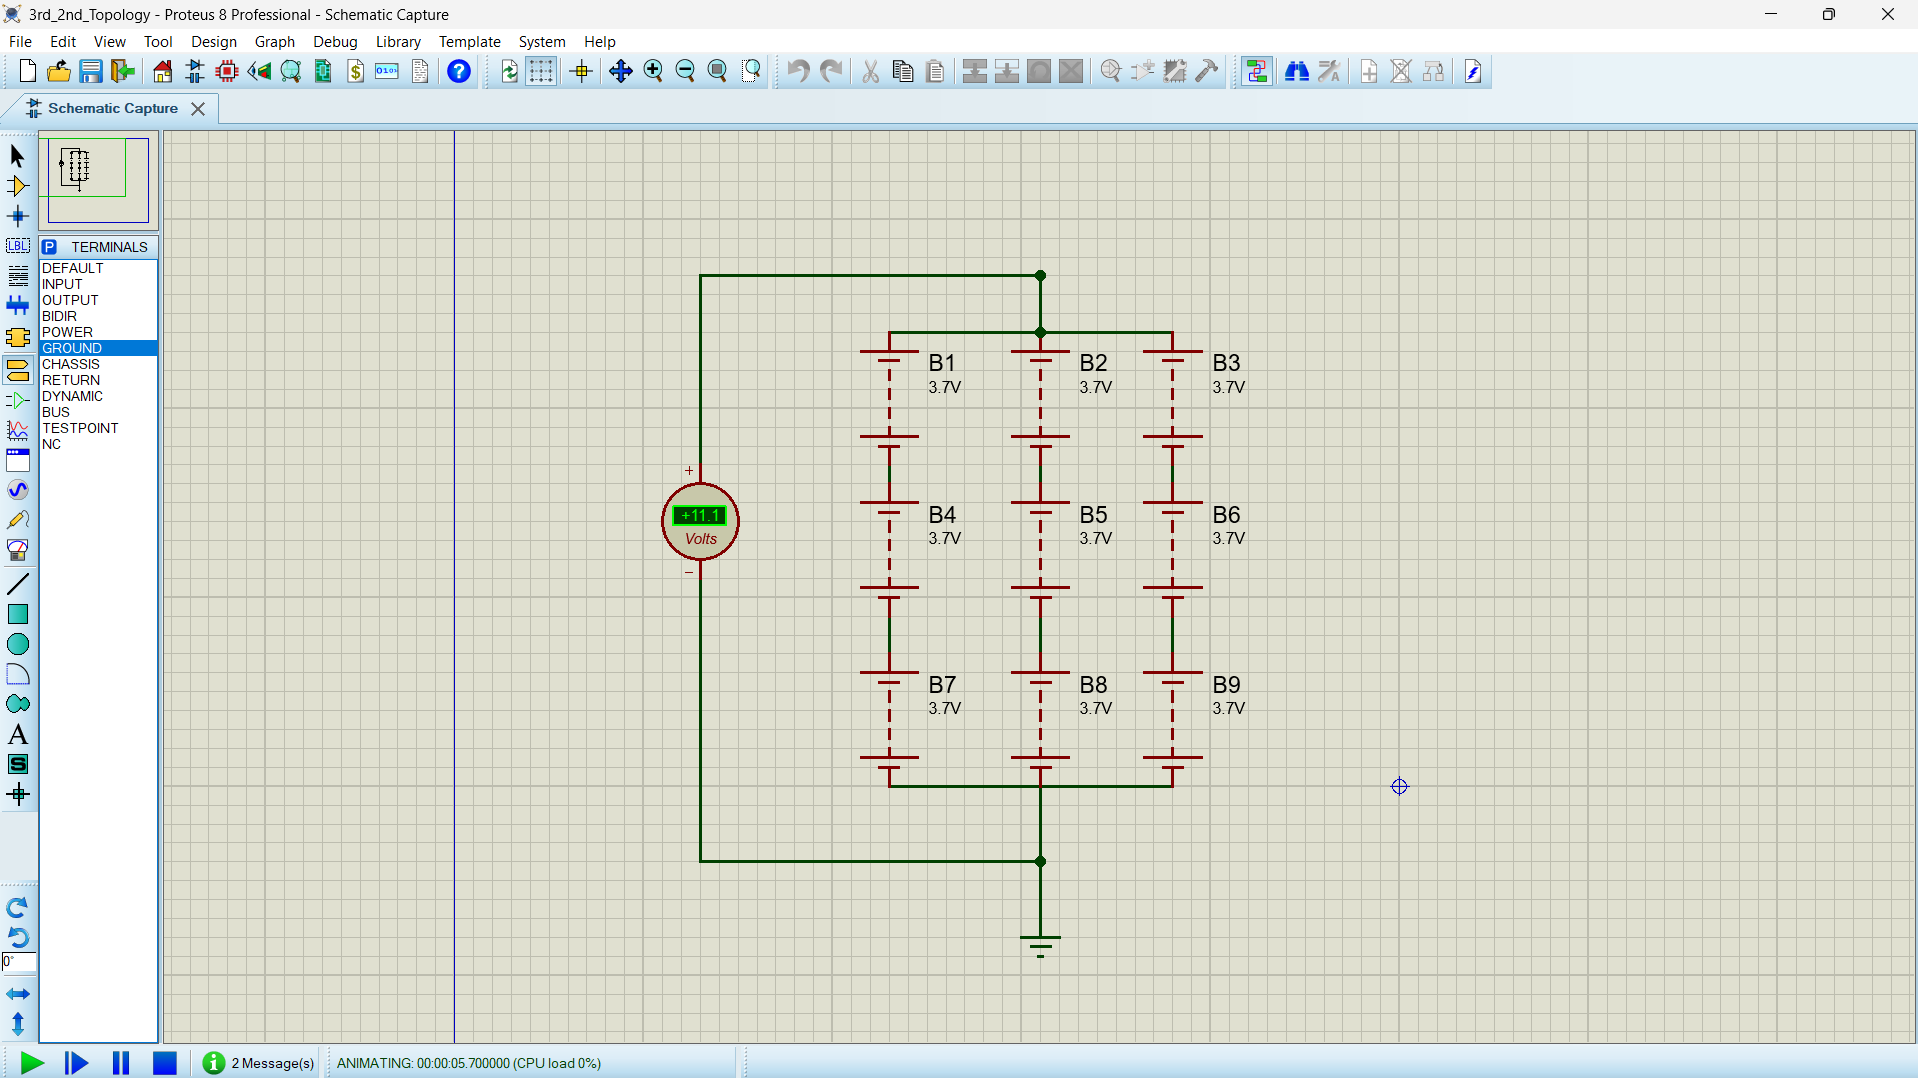 3rd_2nd_Topology - Proteus 8 Professional - Schematic Capture
File Edit View Tool Design Graph Debug Library Template System Help
Schematic Capture
LBL
P TERMINALS
DEFAULT
INPUT
OUTPUT
BIDIR
POWER
GROUND
CHASSIS
RETURN
DYNAMIC
BUS
TESTPOINT
NC
A
S
0°
B1
3.7V
B2
3.7V
B3
3.7V
+
+11.1
Volts
−
B4
3.7V
B5
3.7V
B6
3.7V
B7
3.7V
B8
3.7V
B9
3.7V
2 Message(s)
ANIMATING: 00:00:05.700000 (CPU load 0%)